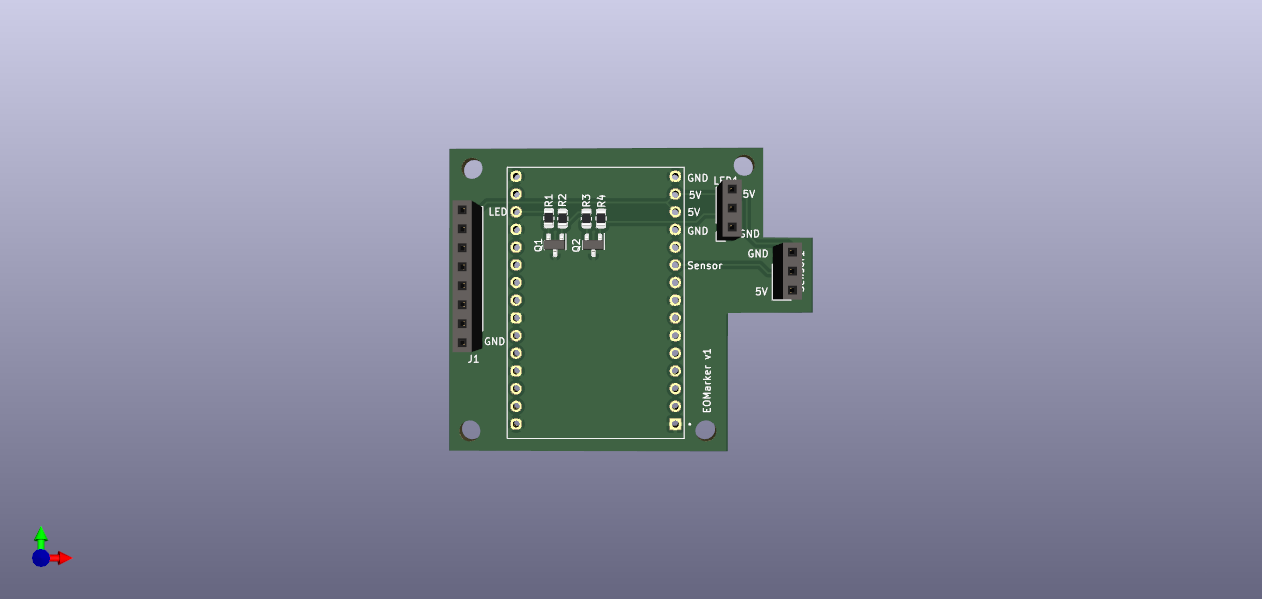 GND
LED1
5V
5V
R1
R2
R3
R4
LED
5V
GND
GND
Q1
Q2
GND
Sensor
5V
GND
J1
EOMarker v1